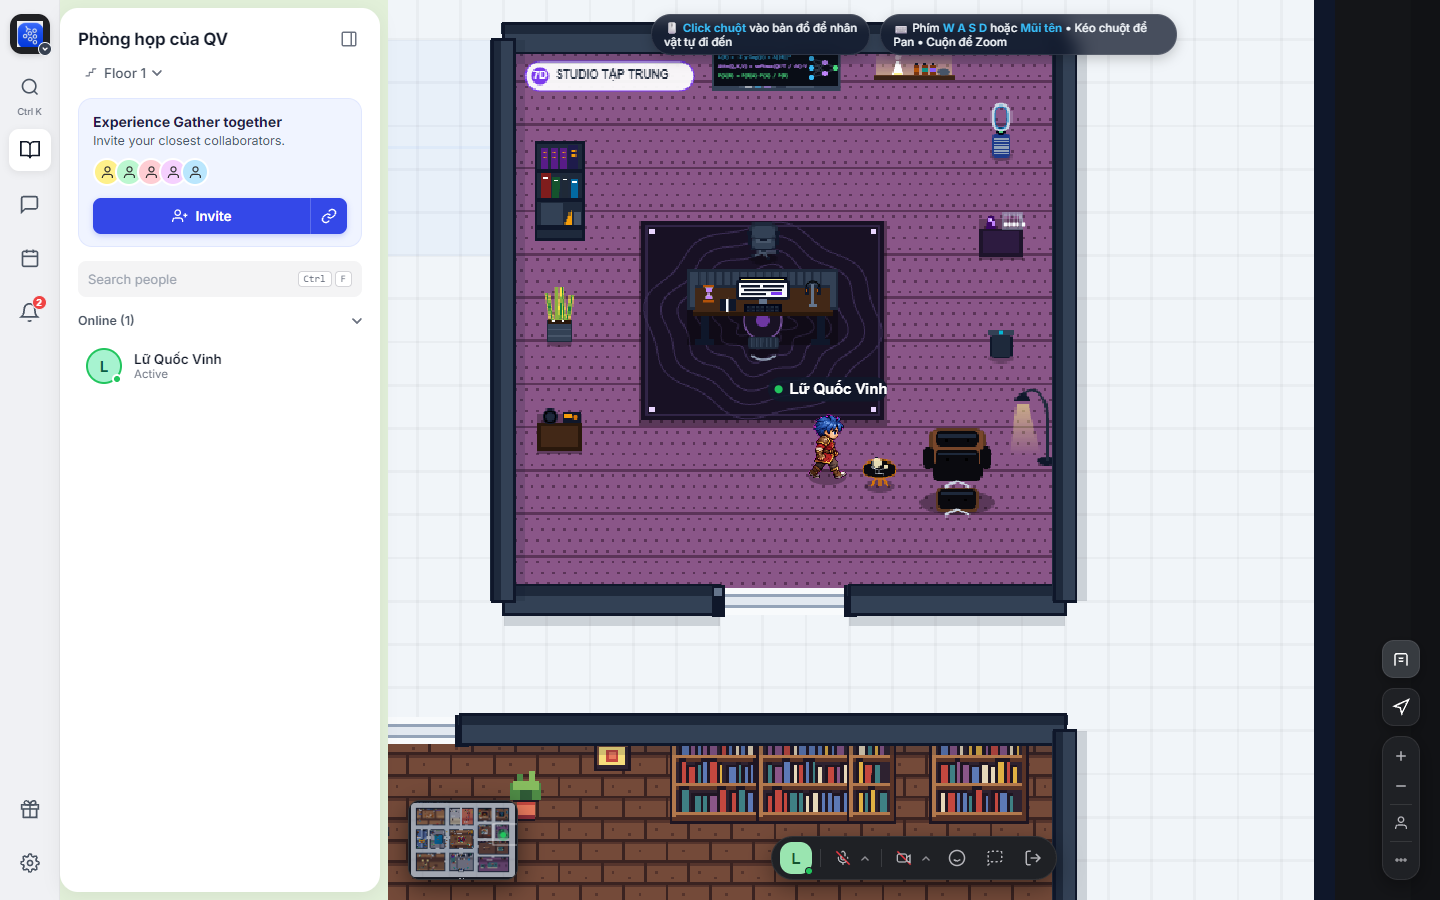 Phòng họp của QV
Floor 1
Ctrl K
Experience Gather together
Invite your closest collaborators.
Invite
Search people
Ctrl F
Online (1)
L
Lữ Quốc Vinh
Active
2
Click chuột vào bản đồ để nhân
vật tự di đến
Phím W A S D hoặc Mũi tên • Kéo chuột để
Pan • Cuộn để Zoom
7D STUDIO TẬP TRUNG
Lữ Quốc Vinh
L